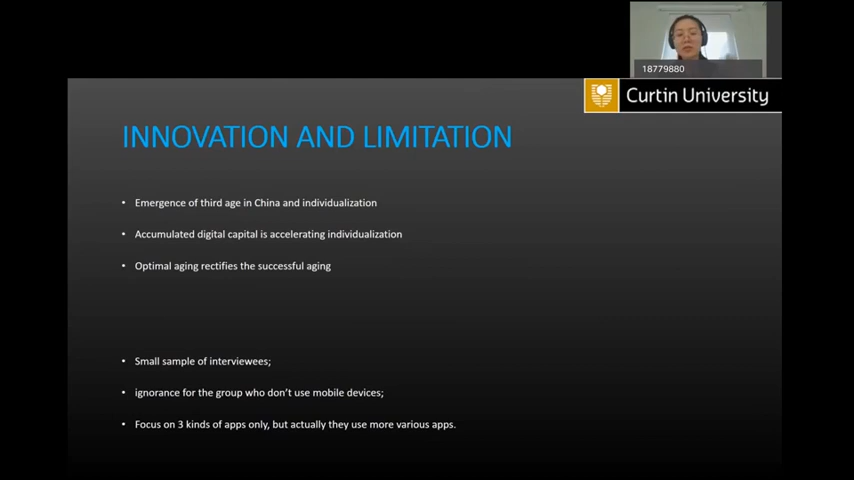 18779880
Curtin University
INNOVATION AND LIMITATION
• Emergence of third age in China and individualization
• Accumulated digital capital is accelerating individualization
• Optimal aging rectifies the successful aging
• Small sample of interviewees;
• ignorance for the group who don’t use mobile devices;
• Focus on 3 kinds of apps only, but actually they use more various apps.